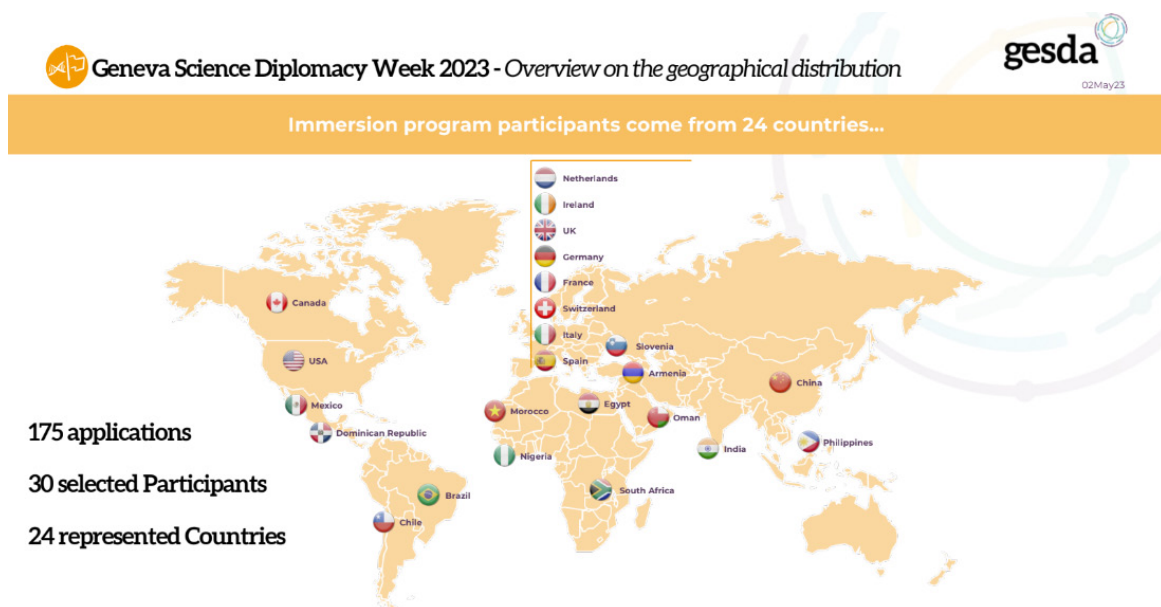 Geneva Science Diplomacy Week 2023 - Overview on the geographical distribution
gesda
02May23
Immersion program participants come from 24 countries...
Netherlands
Ireland
UK
Germany
France
Switzerland
Italy
Spain
Slovenia
Armenia
Canada
USA
Mexico
Dominican Republic
Brazil
Chile
Morocco
Egypt
Nigeria
South Africa
Oman
India
China
Philippines
175 applications
30 selected Participants
24 represented Countries